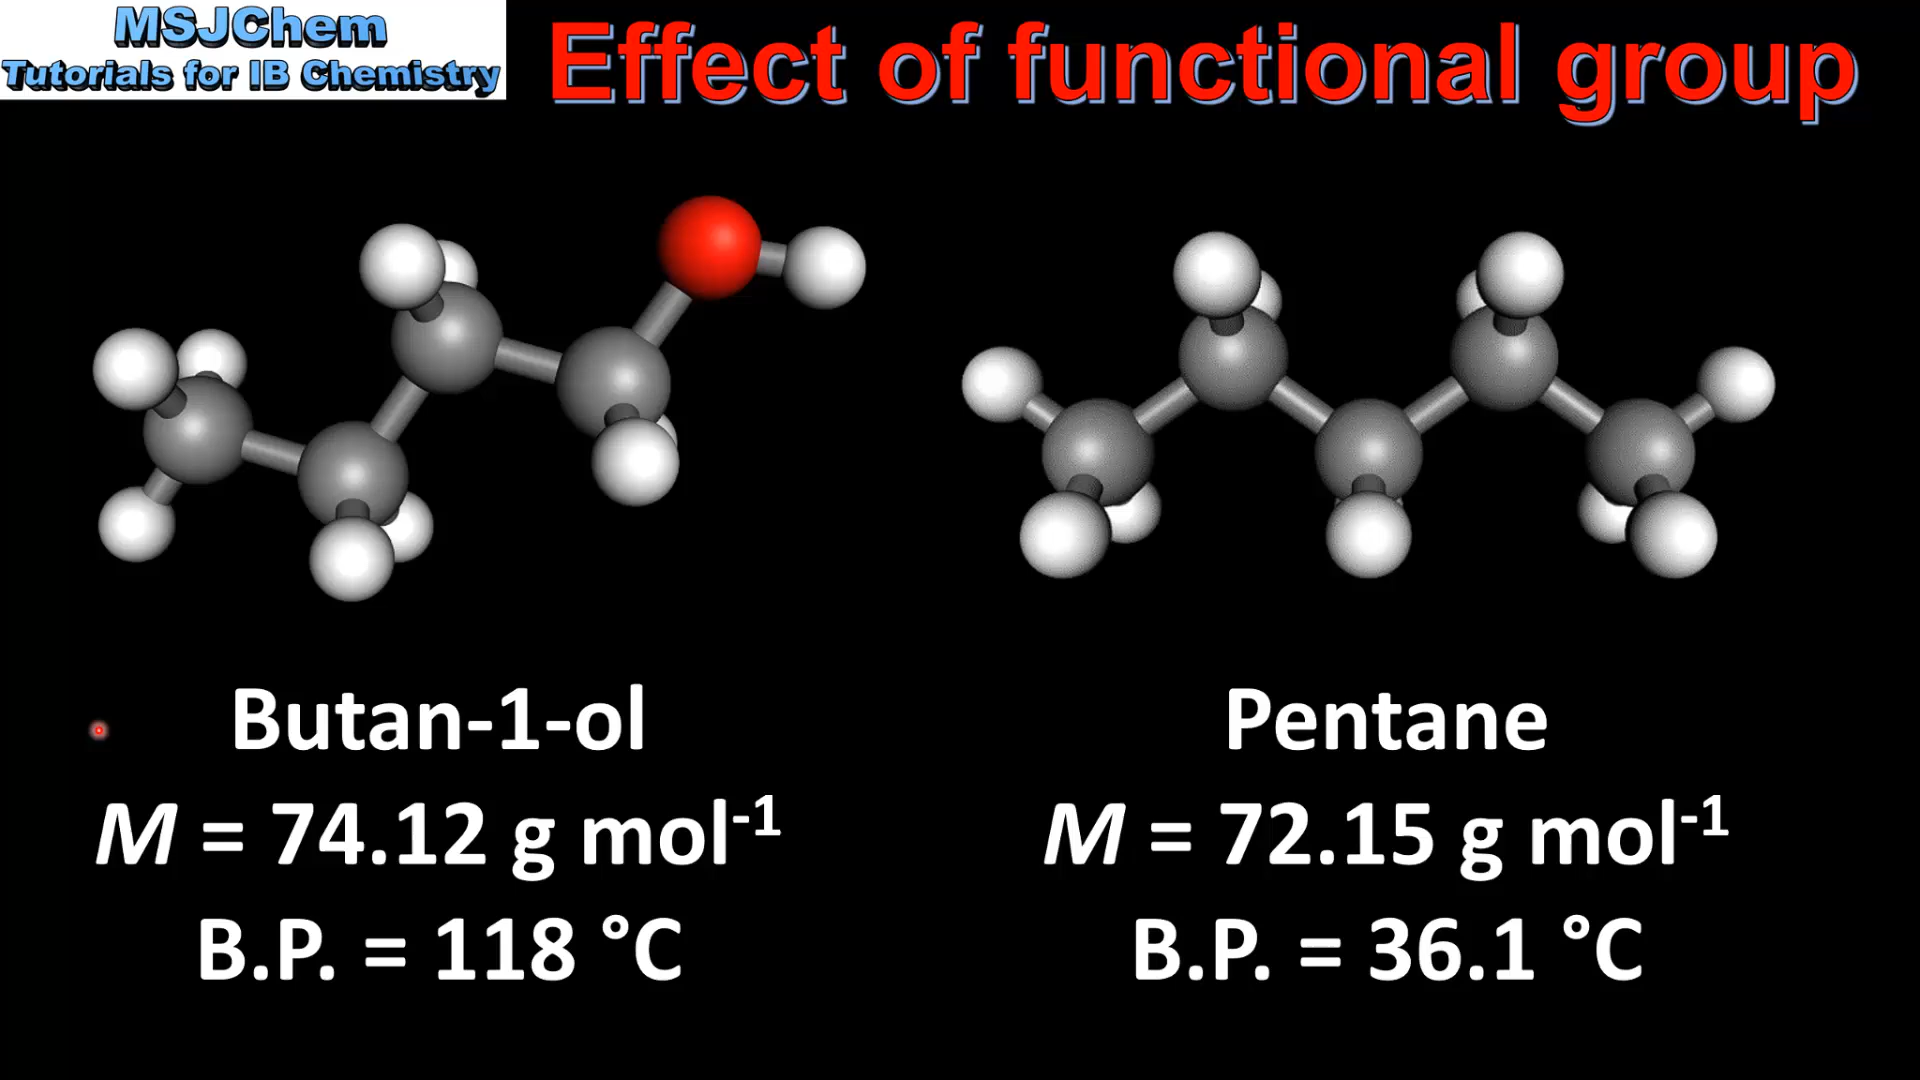 MSJChem
Tutorials for IB Chemistry
Effect of functional group
Butan-1-ol
M = 74.12 g mol⁻¹
B.P. = 118 °C
Pentane
M = 72.15 g mol⁻¹
B.P. = 36.1 °C